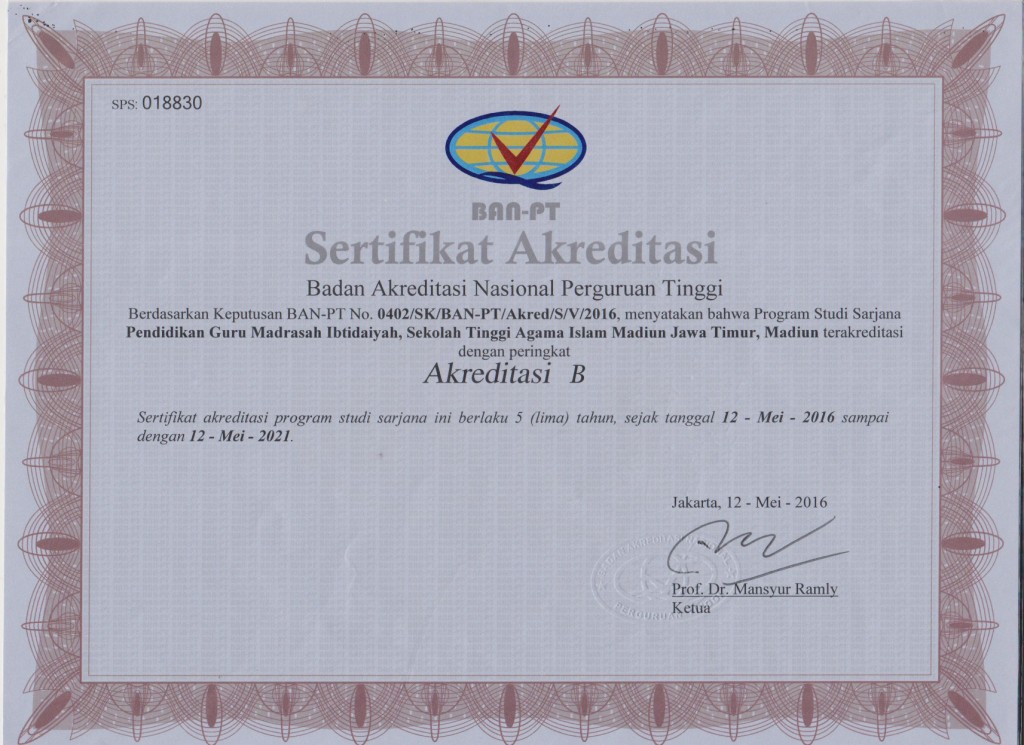 SPS: 018830
BAN-PT
Sertifikat Akreditasi
Badan Akreditasi Nasional Perguruan Tinggi
Berdasarkan Keputusan BAN-PT No. 0402/SK/BAN-PT/Akred/S/V/2016, menyatakan bahwa Program Studi Sarjana
Pendidikan Guru Madrasah Ibtidaiyah, Sekolah Tinggi Agama Islam Madiun Jawa Timur, Madiun terakreditasi
dengan peringkat
Akreditasi B
Sertifikat akreditasi program studi sarjana ini berlaku 5 (lima) tahun, sejak tanggal 12 - Mei - 2016 sampai
dengan 12 - Mei - 2021.
Jakarta, 12 - Mei - 2016
Prof. Dr. Mansyur Ramly
Ketua